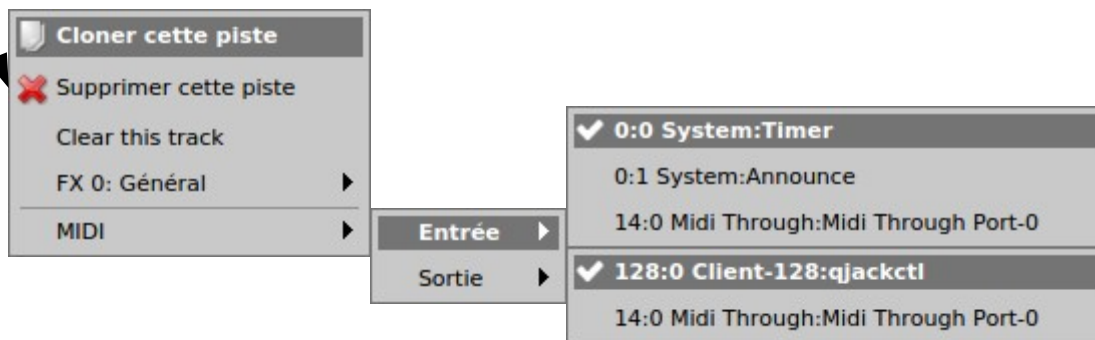 Cloner cette piste
Supprimer cette piste
Clear this track
FX 0: Général
MIDI
Entrée
Sortie
0:0 System:Timer
0:1 System:Announce
14:0 Midi Through:Midi Through Port-0
128:0 Client-128:qjackctl
14:0 Midi Through:Midi Through Port-0